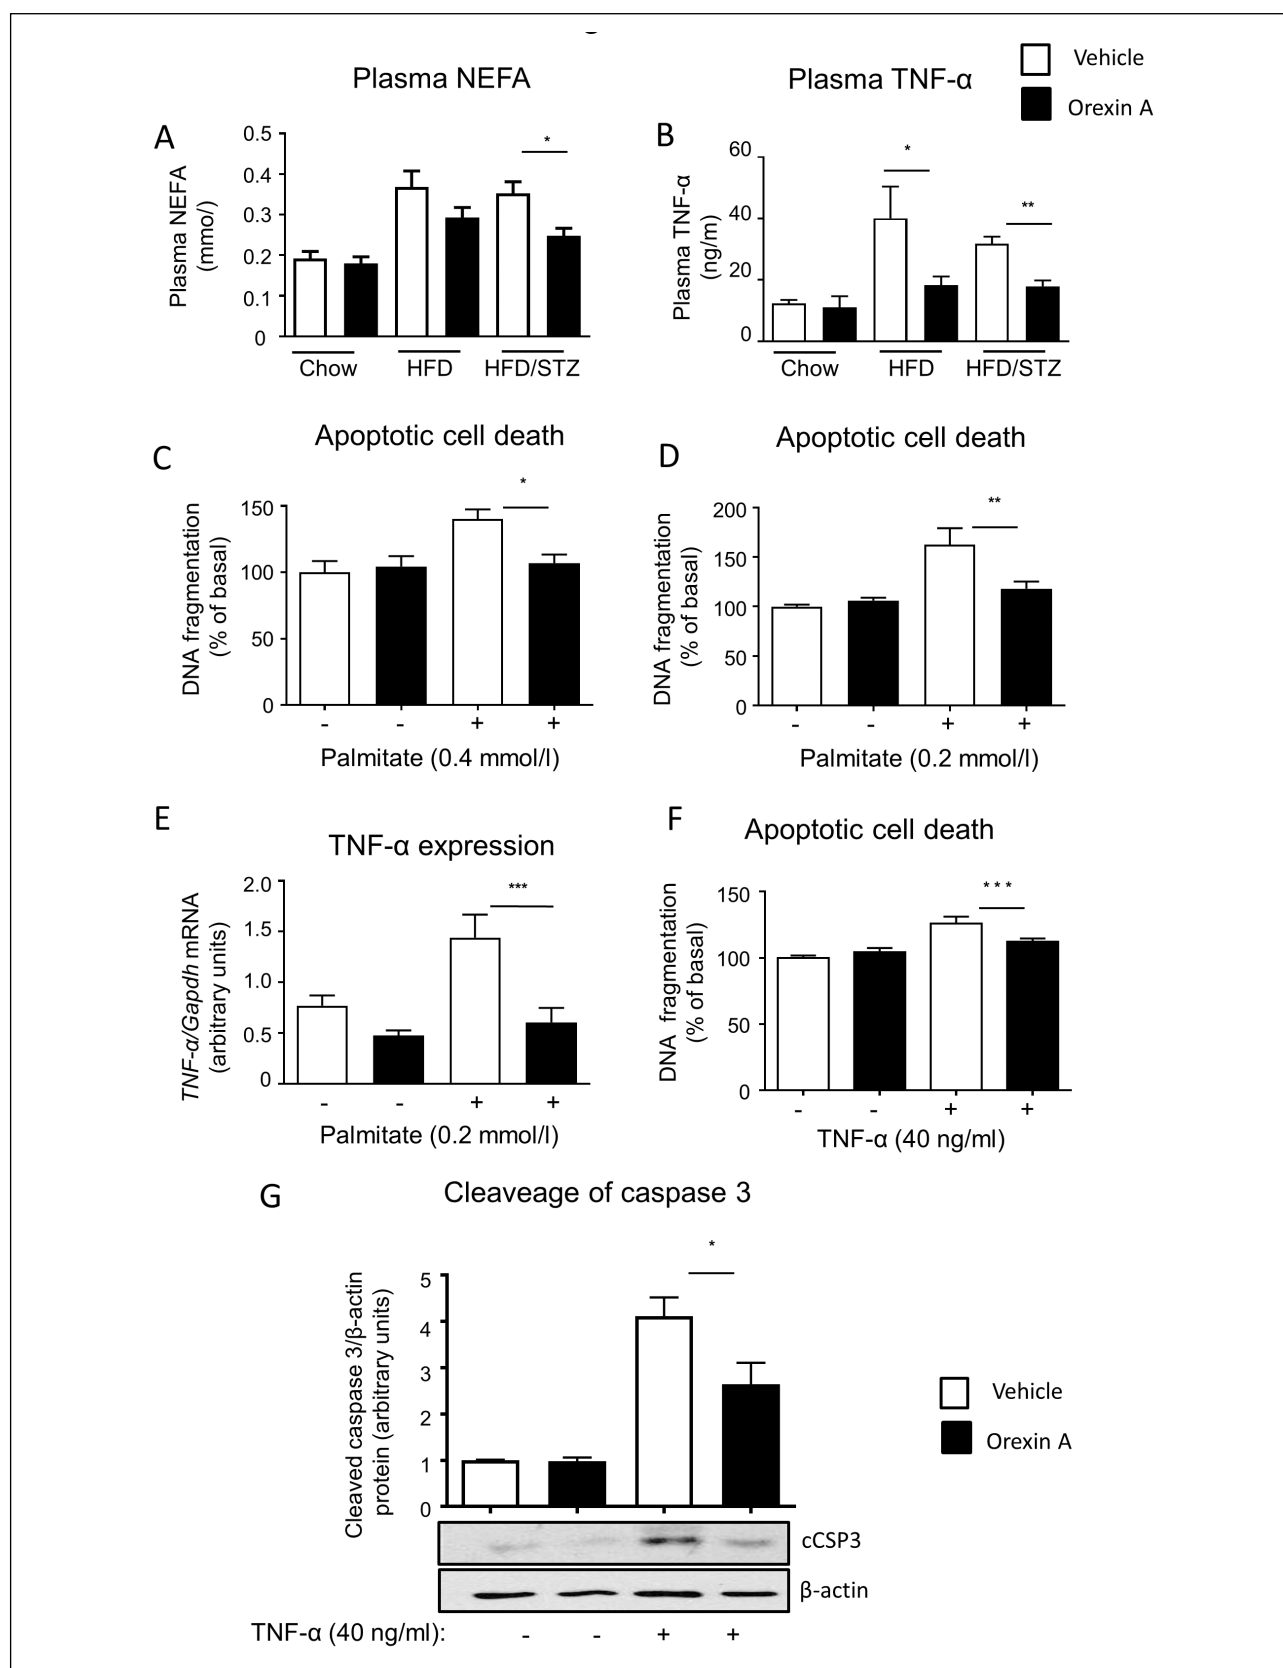 Plasma NEFA
Plasma TNF-α
Vehicle
Orexin A
A
Plasma NEFA
(mmo/)
0.5
0.4
0.3
0.2
0.1
0
*
Chow
HFD
HFD/STZ
B
Plasma TNF-α
(ng/m)
60
40
20
0
*
**
Chow
HFD
HFD/STZ
C
Apoptotic cell death
DNA fragmentation
(% of basal)
150
100
50
0
*
- - + +
Palmitate (0.4 mmol/l)
D
Apoptotic cell death
DNA fragmentation
(% of basal)
200
150
100
50
0
**
- - + +
Palmitate (0.2 mmol/l)
E
TNF-α expression
TNF-α/Gapdh mRNA
(arbitrary units)
2.0
1.5
1.0
0.5
0
***
- - + +
Palmitate (0.2 mmol/l)
F
Apoptotic cell death
DNA fragmentation
(% of basal)
150
100
50
0
* * *
- - + +
TNF-α (40 ng/ml)
G
Cleaveage of caspase 3
Cleaved caspase 3/β-actin
protein (arbitrary units)
5
4
3
2
1
0
*
Vehicle
Orexin A
cCSP3
β-actin
TNF-α (40 ng/ml): - - + +